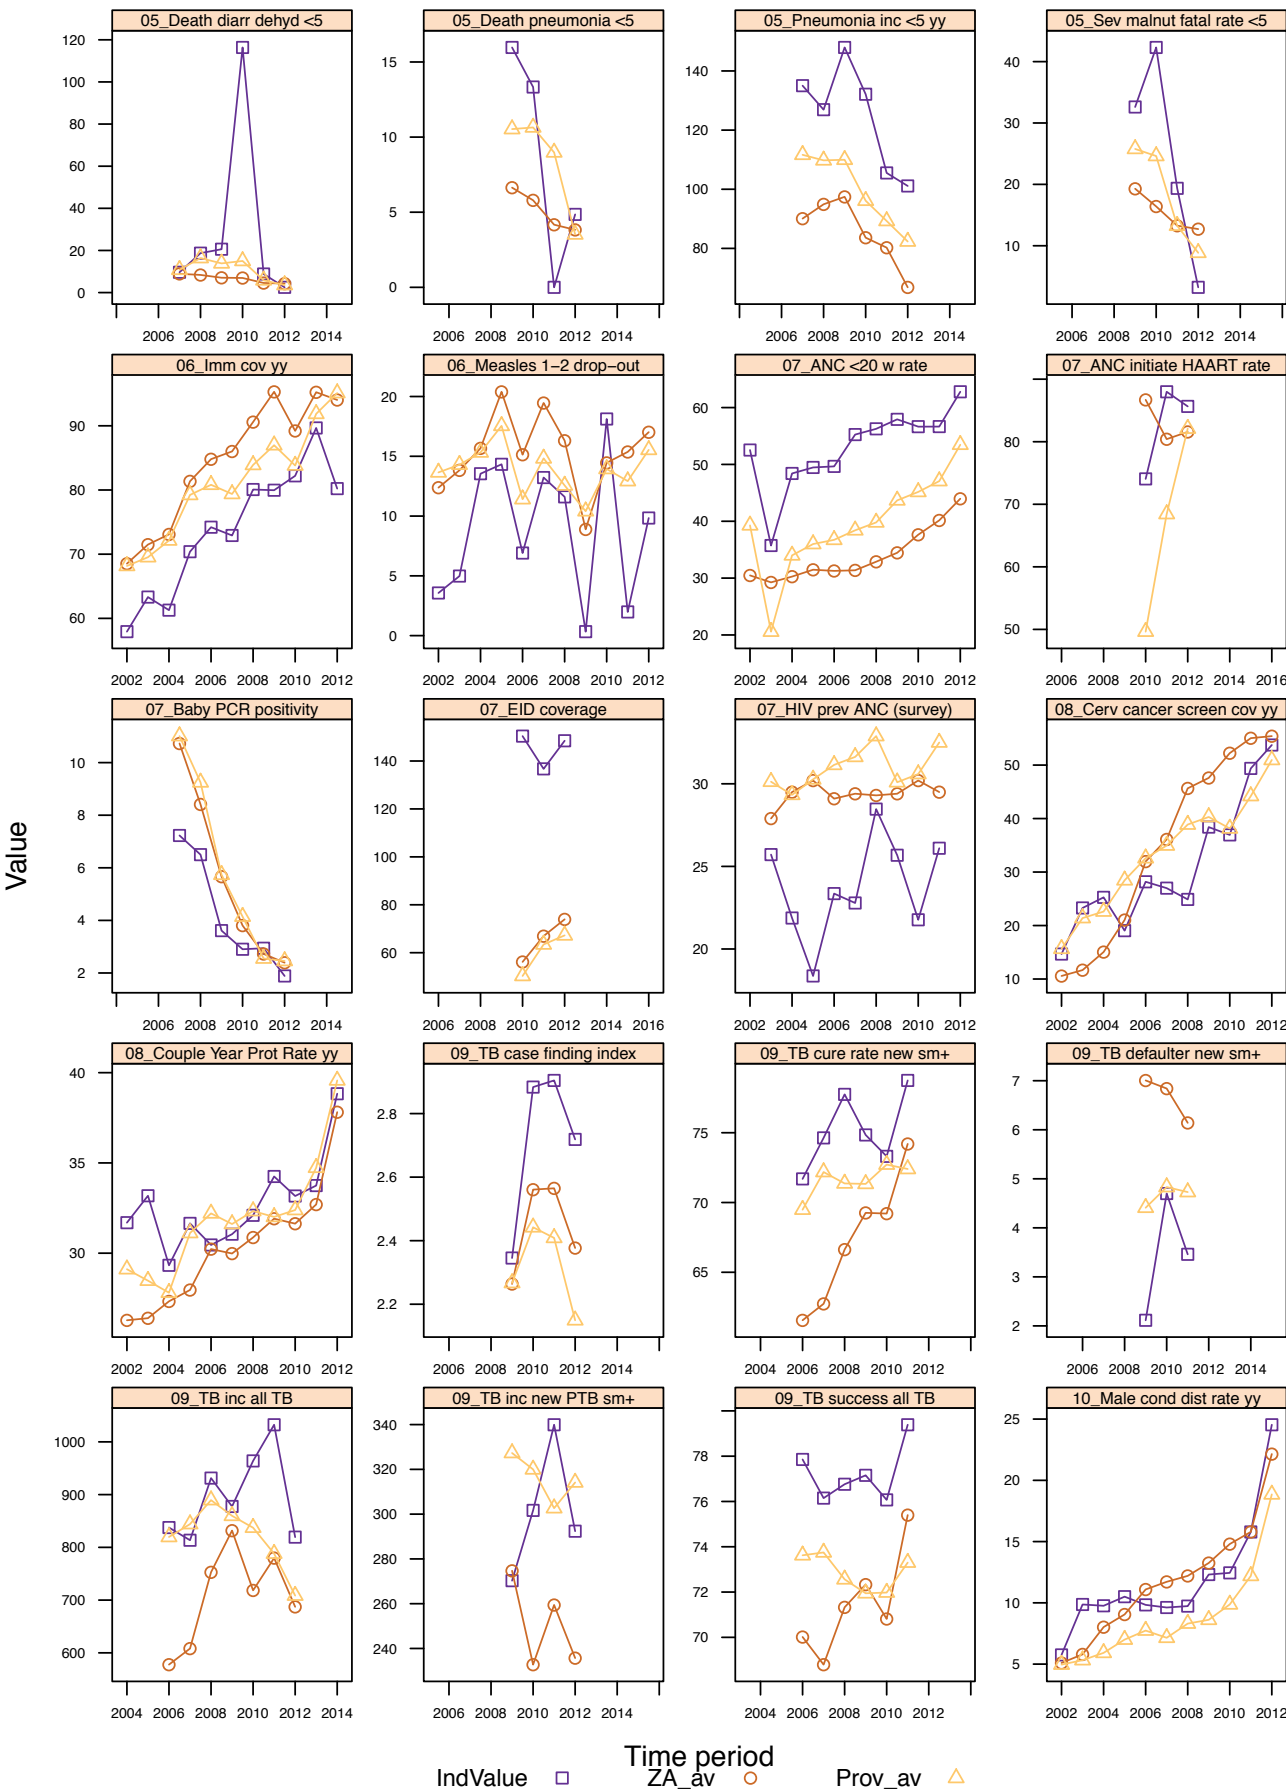 05_Death diarr dehyd <5
05_Death pneumonia <5
05_Pneumonia inc <5 yy
05_Sev malnut fatal rate <5
120
100
80
60
40
20
0
15
10
5
0
140
120
100
80
40
30
20
10
2006 2008 2010 2012 2014
2006 2008 2010 2012 2014
2006 2008 2010 2012 2014
2006 2008 2010 2012 2014
06_Imm cov yy
06_Measles 1−2 drop−out
07_ANC <20 w rate
07_ANC initiate HAART rate
90
80
70
60
20
15
10
5
0
60
50
40
30
20
80
70
60
50
2002 2004 2006 2008 2010 2012
2002 2004 2006 2008 2010 2012
2002 2004 2006 2008 2010 2012
2006 2008 2010 2012 2014 2016
07_Baby PCR positivity
07_EID coverage
07_HIV prev ANC (survey)
08_Cerv cancer screen cov yy
10
8
6
4
2
140
120
100
80
60
30
25
20
50
40
30
20
10
2006 2008 2010 2012 2014
2006 2008 2010 2012 2014 2016
2002 2004 2006 2008 2010 2012
2002 2004 2006 2008 2010 2012
Value
08_Couple Year Prot Rate yy
09_TB case finding index
09_TB cure rate new sm+
09_TB defaulter new sm+
40
35
30
2.8
2.6
2.4
2.2
75
70
65
7
6
5
4
3
2
2002 2004 2006 2008 2010 2012
2006 2008 2010 2012 2014
2004 2006 2008 2010 2012 2014
2006 2008 2010 2012 2014
09_TB inc all TB
09_TB inc new PTB sm+
09_TB success all TB
10_Male cond dist rate yy
1000
900
800
700
600
340
320
300
280
260
240
78
76
74
72
70
25
20
15
10
5
2004 2006 2008 2010 2012 2014
2006 2008 2010 2012 2014
2004 2006 2008 2010 2012 2014
2002 2004 2006 2008 2010 2012
Time period
IndValue ZA_av Prov_av